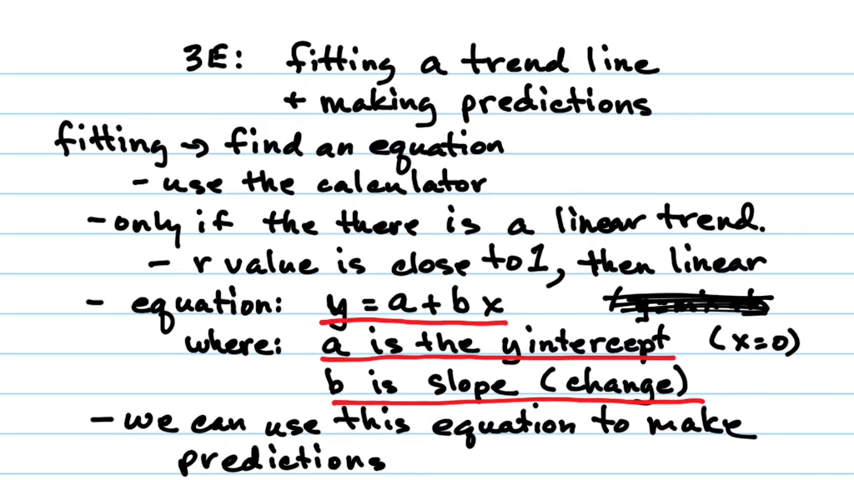 3E: fitting a trend line
+ making predictions
fitting → find an equation
- use the calculator
- only if the there is a linear trend.
- r value is close to 1, then linear
- equation: y = a + b x
where: a is the y intercept (x=0)
b is slope (change)
- we can use this equation to make
predictions